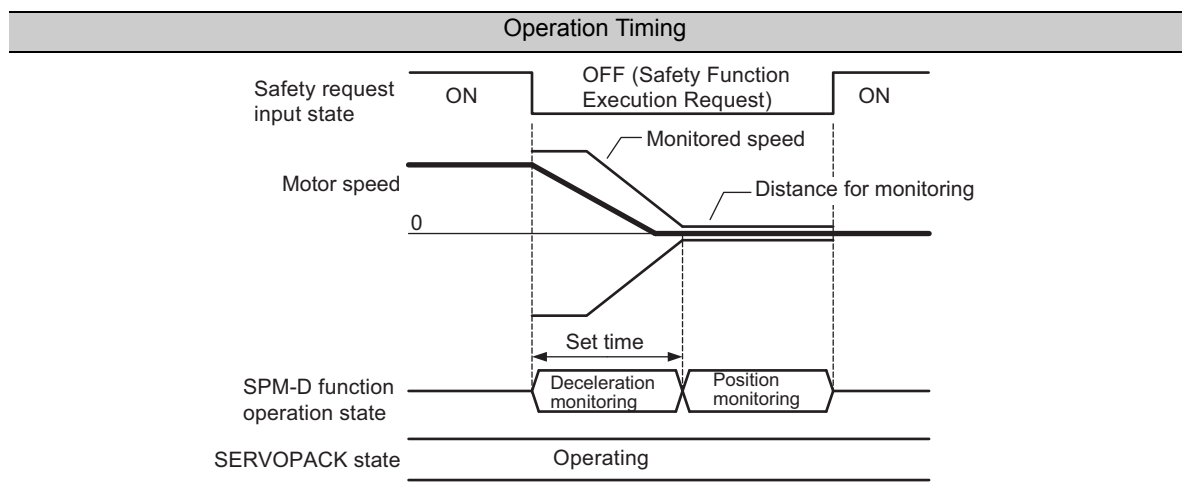 Operation Timing
Safety request
input state
ON
OFF (Safety Function
Execution Request)
ON
Monitored speed
Motor speed
Distance for monitoring
0
Set time
SPM-D function
operation state
Deceleration
monitoring
Position
monitoring
SERVOPACK state
Operating